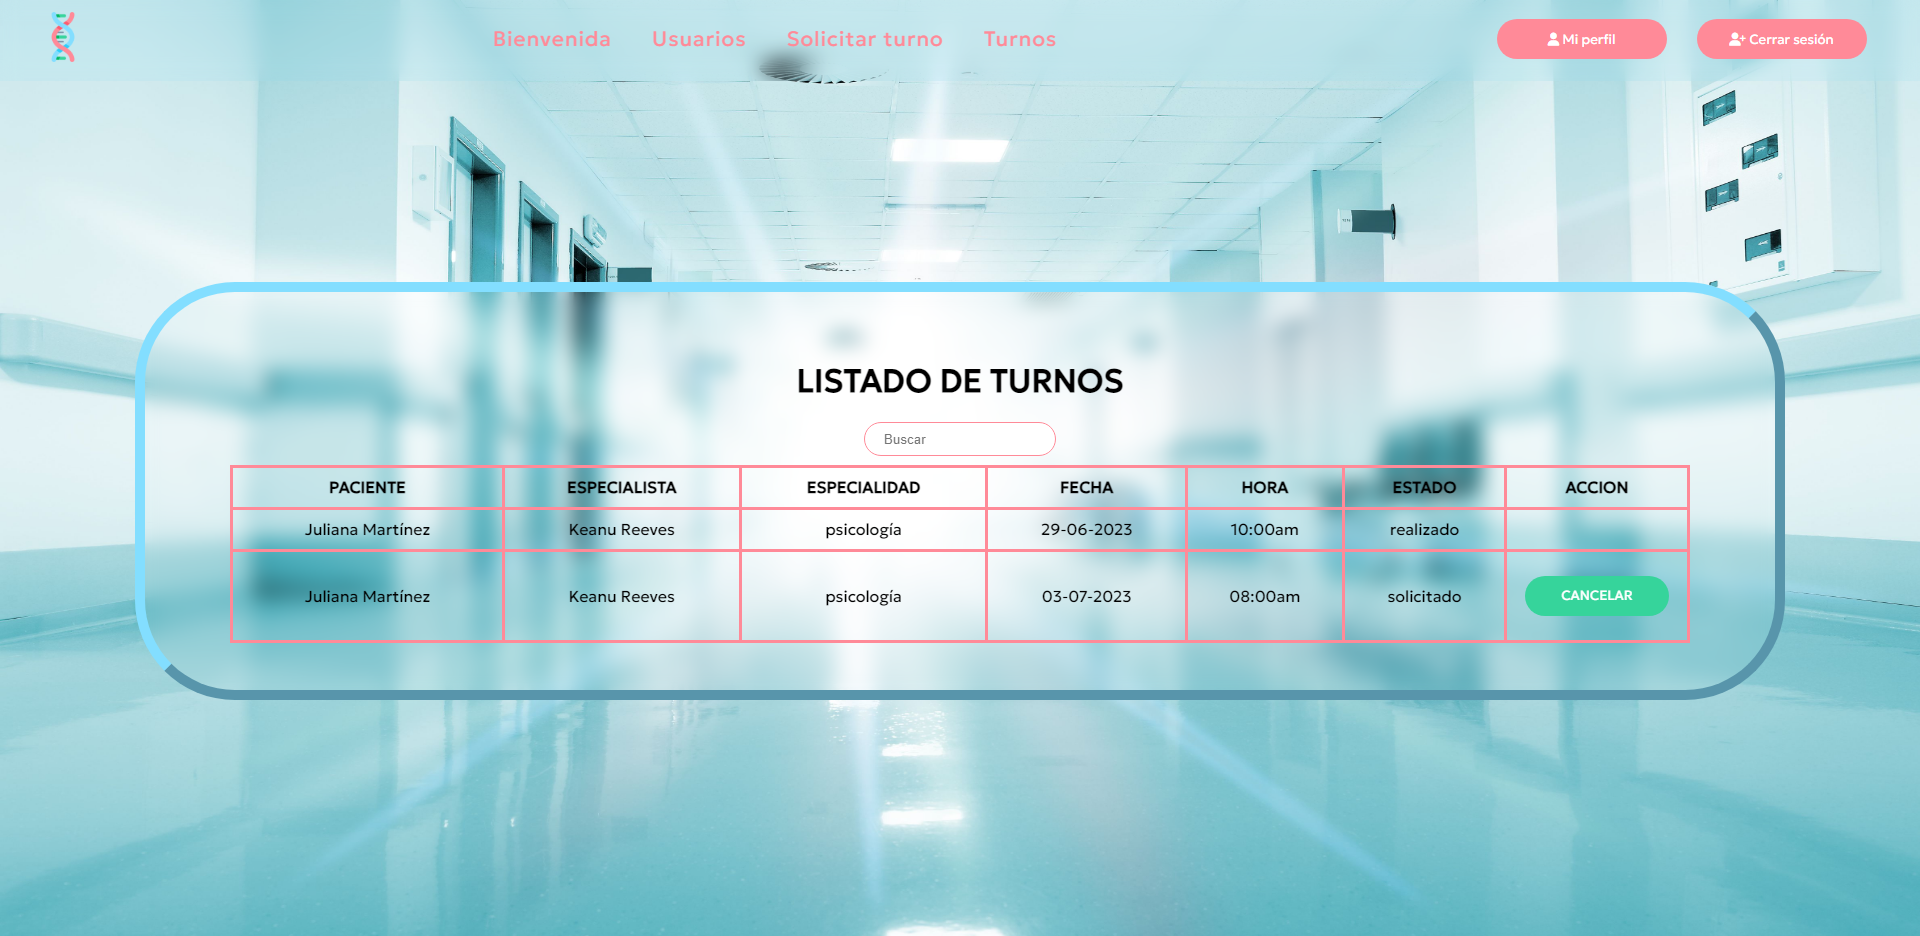 Bienvenida Usuarios Solicitar turno Turnos Mi perfil Cerrar sesión
LISTADO DE TURNOS
Buscar
PACIENTE ESPECIALISTA ESPECIALIDAD FECHA HORA ESTADO ACCION
Juliana Martínez Keanu Reeves psicología 29-06-2023 10:00am realizado
Juliana Martínez Keanu Reeves psicología 03-07-2023 08:00am solicitado CANCELAR